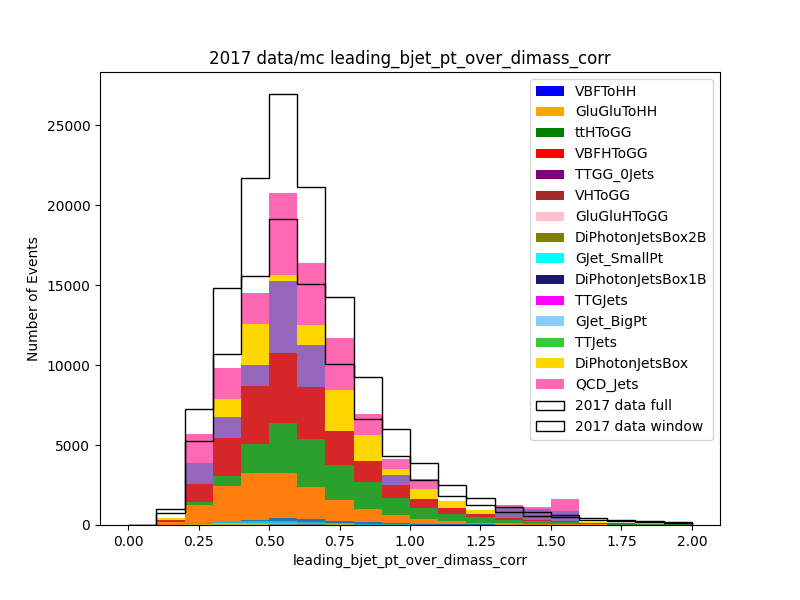 2017 data/mc leading_bjet_pt_over_dimass_corr
Number of Events
25000
20000
15000
10000
5000
0
0.00 0.25 0.50 0.75 1.00 1.25 1.50 1.75 2.00
leading_bjet_pt_over_dimass_corr
VBFToHH
GluGluToHH
ttHToGG
VBFHToGG
TTGG_0Jets
VHToGG
GluGluHToGG
DiPhotonJetsBox2B
GJet_SmallPt
DiPhotonJetsBox1B
TTGJets
GJet_BigPt
TTJets
DiPhotonJetsBox
QCD_Jets
2017 data full
2017 data window